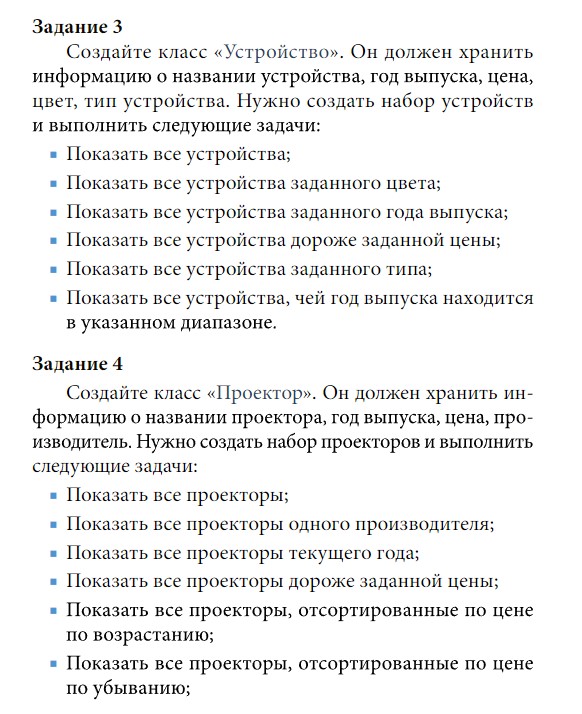 Задание 3
Создайте класс «Устройство». Он должен хранить
информацию о названии устройства, год выпуска, цена,
цвет, тип устройства. Нужно создать набор устройств
и выполнить следующие задачи:
▪ Показать все устройства;
▪ Показать все устройства заданного цвета;
▪ Показать все устройства заданного года выпуска;
▪ Показать все устройства дороже заданной цены;
▪ Показать все устройства заданного типа;
▪ Показать все устройства, чей год выпуска находится
в указанном диапазоне.
Задание 4
Создайте класс «Проектор». Он должен хранить ин-
формацию о названии проектора, год выпуска, цена, про-
изводитель. Нужно создать набор проекторов и выполнить
следующие задачи:
▪ Показать все проекторы;
▪ Показать все проекторы одного производителя;
▪ Показать все проекторы текущего года;
▪ Показать все проекторы дороже заданной цены;
▪ Показать все проекторы, отсортированные по цене
по возрастанию;
▪ Показать все проекторы, отсортированные по цене
по убыванию;